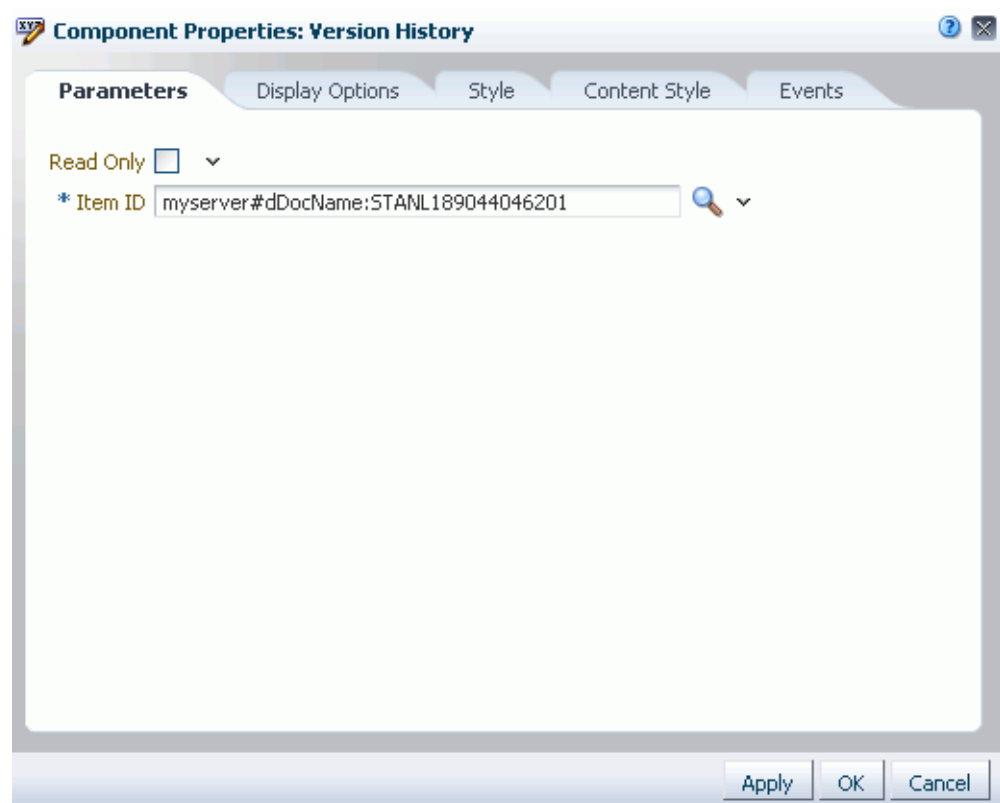 Component Properties: Version History
Parameters Display Options Style Content Style Events
Read Only
* Item ID myserver#dDocName:STANL189044046201
Apply OK Cancel